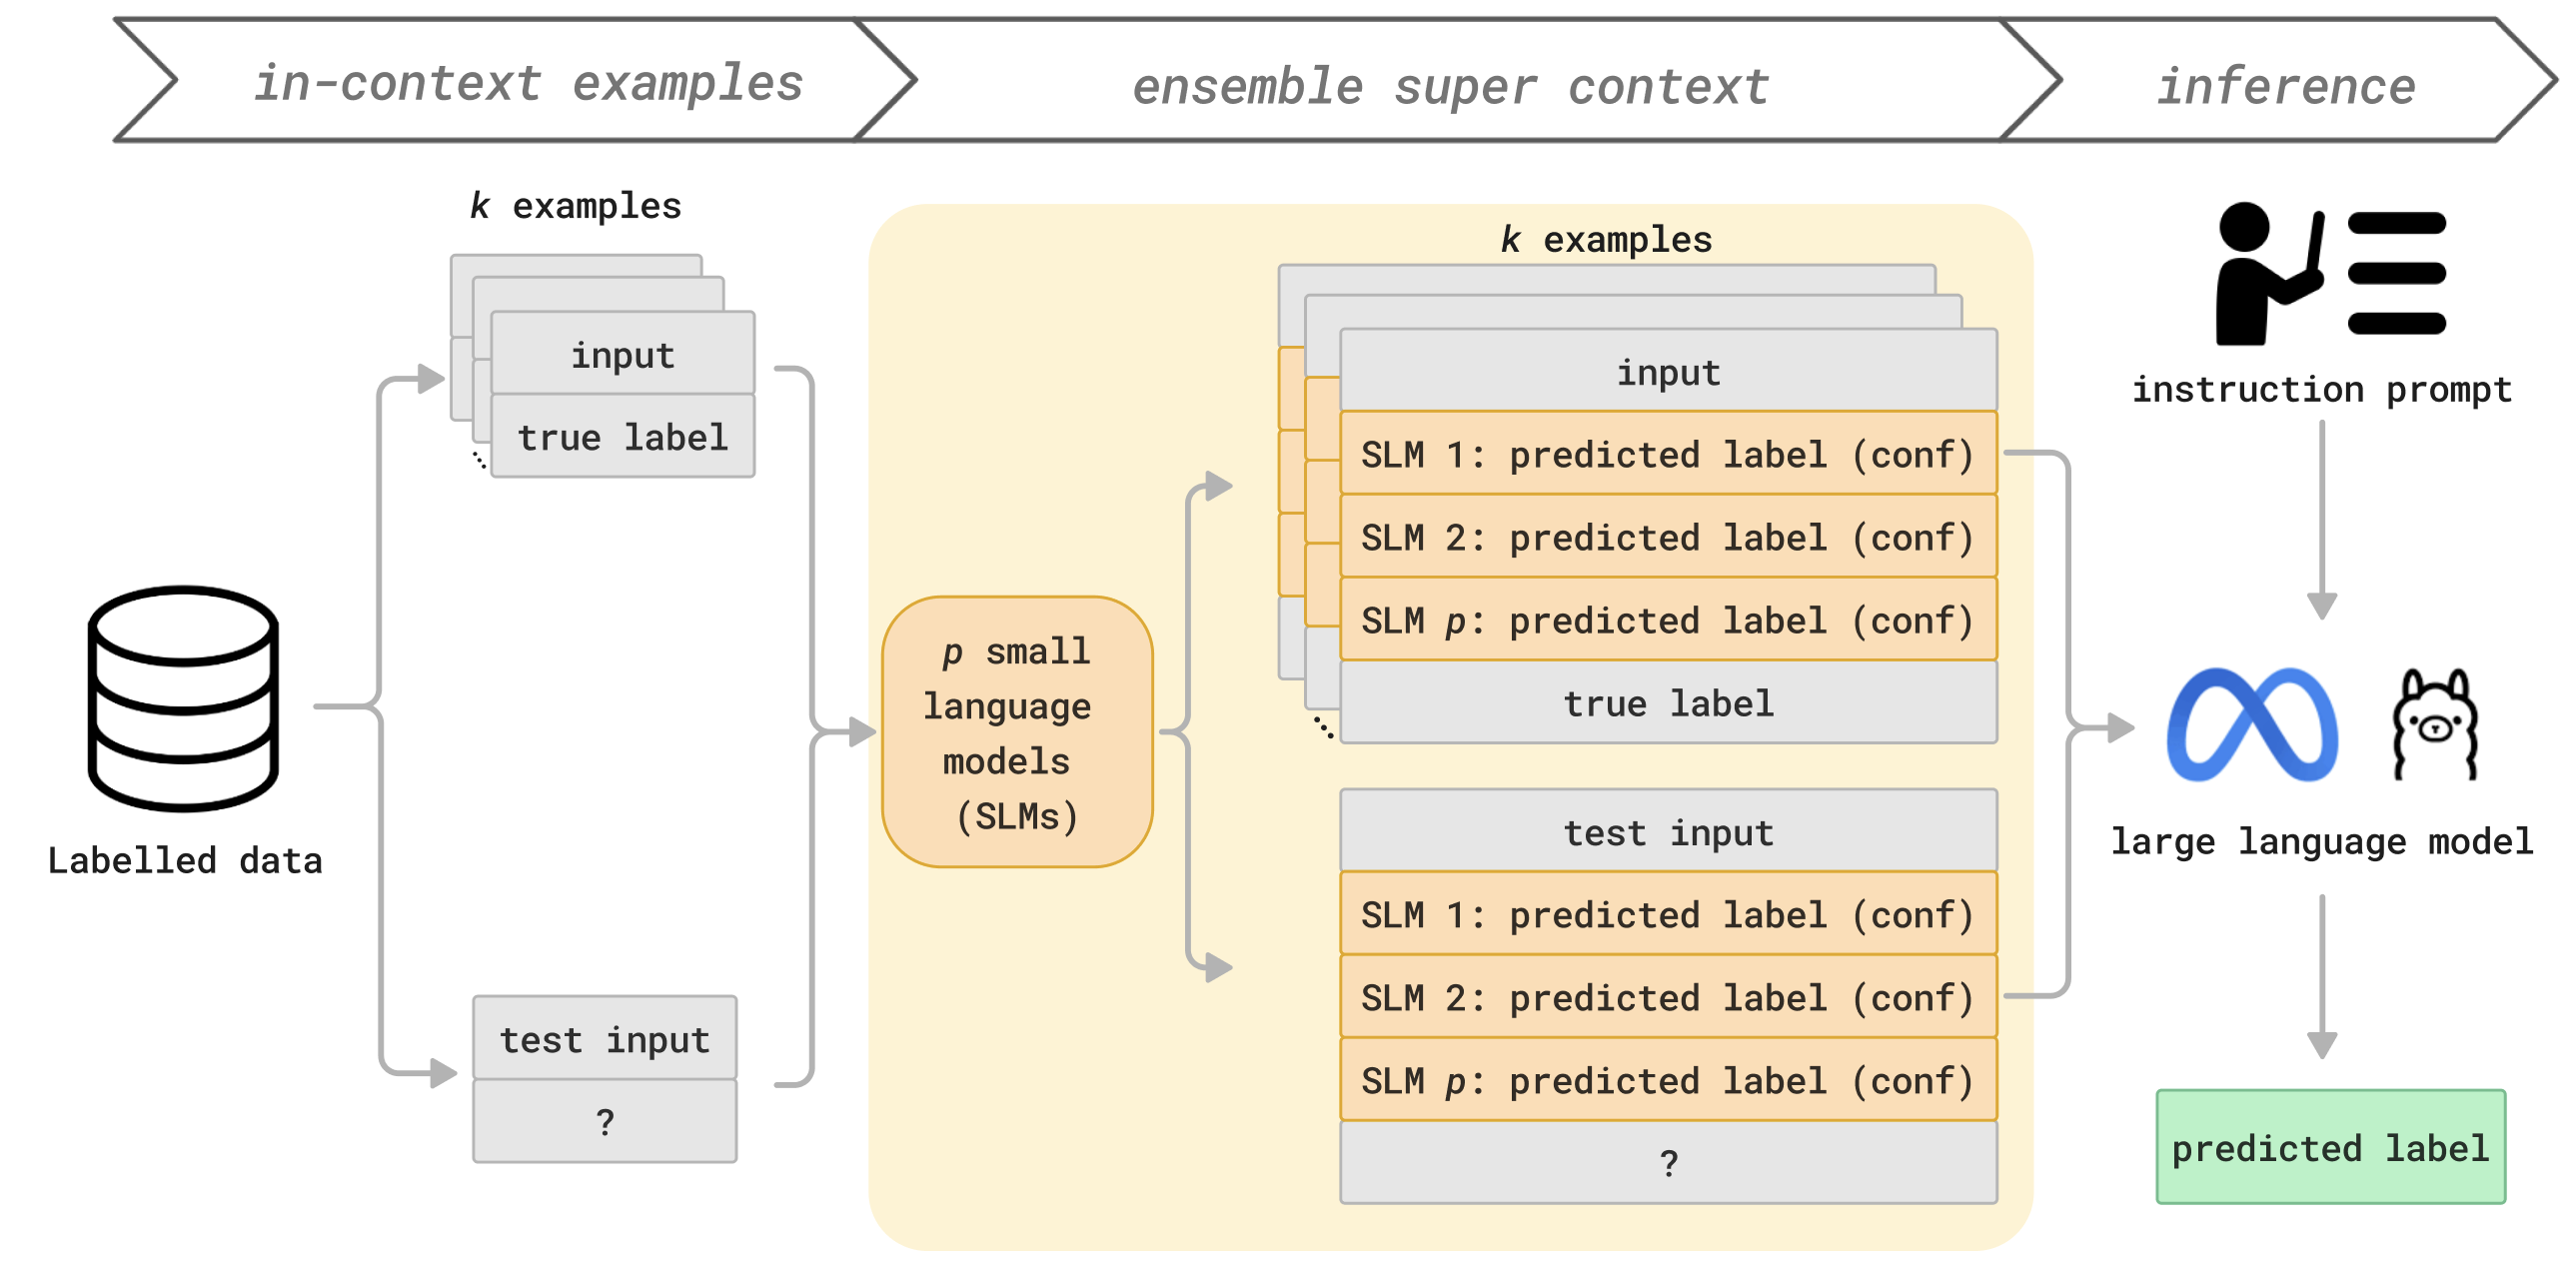 in-context examples
ensemble super context
inference
k examples
input
true label
Labelled data
test input
?
p small
language
models
(SLMs)
k examples
input
SLM 1: predicted label (conf)
SLM 2: predicted label (conf)
SLM p: predicted label (conf)
true label
test input
SLM 1: predicted label (conf)
SLM 2: predicted label (conf)
SLM p: predicted label (conf)
?
instruction prompt
large language model
predicted label